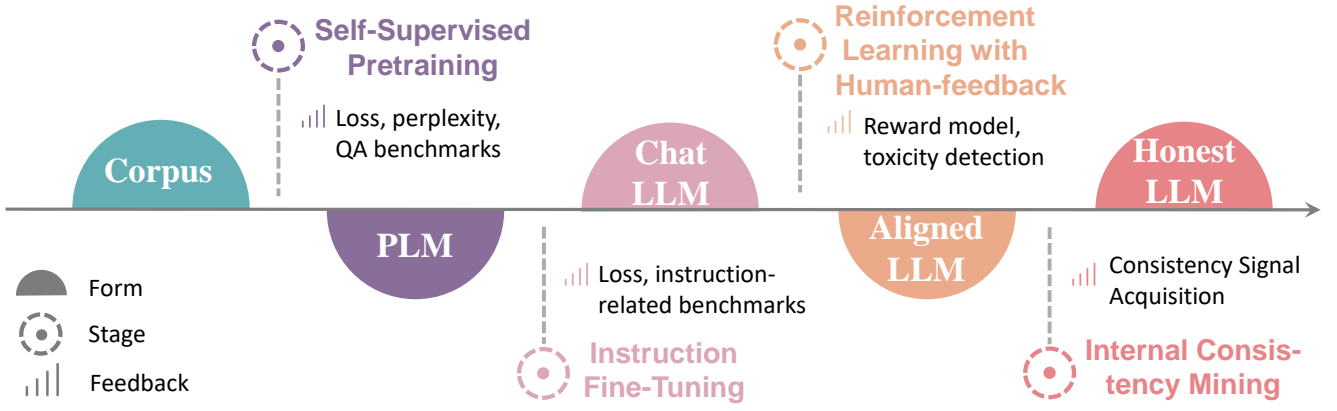 Self-Supervised
Pretraining
Loss, perplexity,
QA benchmarks
Reinforcement
Learning with
Human-feedback
Reward model,
toxicity detection
Corpus
PLM
Chat
LLM
Aligned
LLM
Honest
LLM
Loss, instruction-
related benchmarks
Instruction
Fine-Tuning
Consistency Signal
Acquisition
Internal Consis-
tency Mining
Form
Stage
Feedback